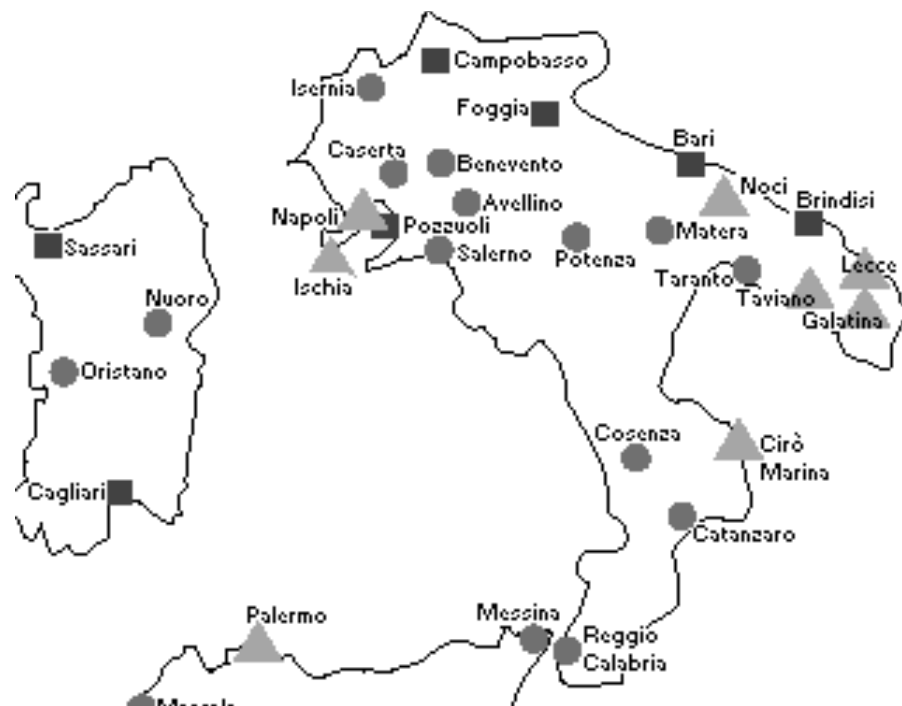 Campobasso
Isernia
Foggia
Bari
Caserta
Benevento
Noci
Brindisi
Avellino
Napoli
Pozzuoli
Matera
Sassari
Salerno
Potenza
Lecce
Taranto
Ischia
Taviano
Nuoro
Galatina
Oristano
Cosenza
Cirò
Marina
Cagliari
Catanzaro
Messina
Palermo
Reggio
Calabria